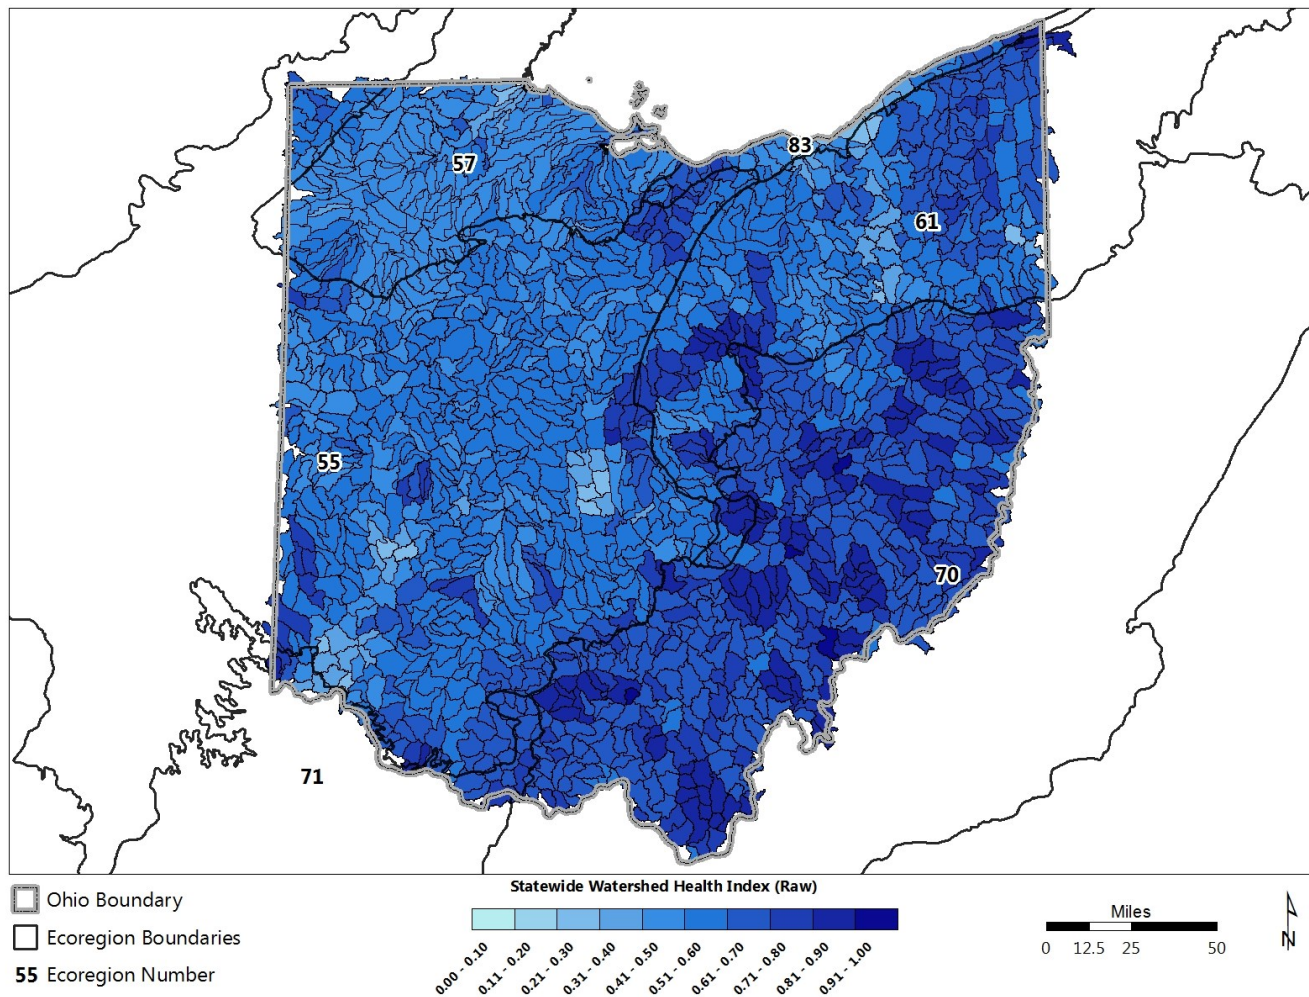 83
57
61
55
70
71
Statewide Watershed Health Index (Raw)
Ohio Boundary
Ecoregion Boundaries
55 Ecoregion Number
0.00 - 0.10
0.11 - 0.20
0.21 - 0.30
0.31 - 0.40
0.41 - 0.50
0.51 - 0.60
0.61 - 0.70
0.71 - 0.80
0.81 - 0.90
0.91 - 1.00
Miles
0 12.5 25 50
N